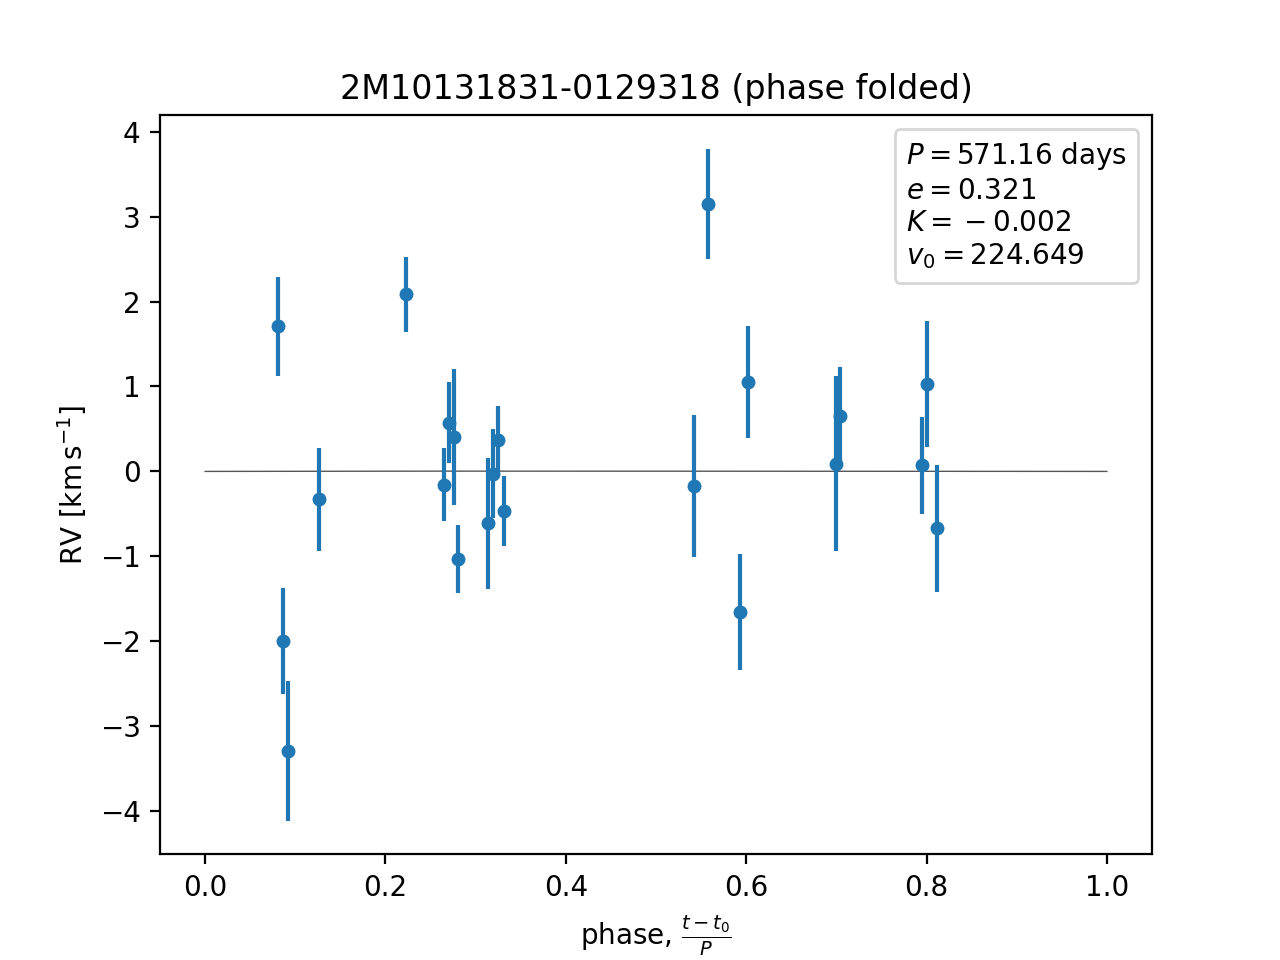 2M10131831-0129318 (phase folded)
P = 571.16 days
e = 0.321
K = −0.002
v₀ = 224.649
4
3
2
1
0
−1
−2
−3
−4
RV [km s⁻¹]
0.0 0.2 0.4 0.6 0.8 1.0
phase, (t − t₀)/P